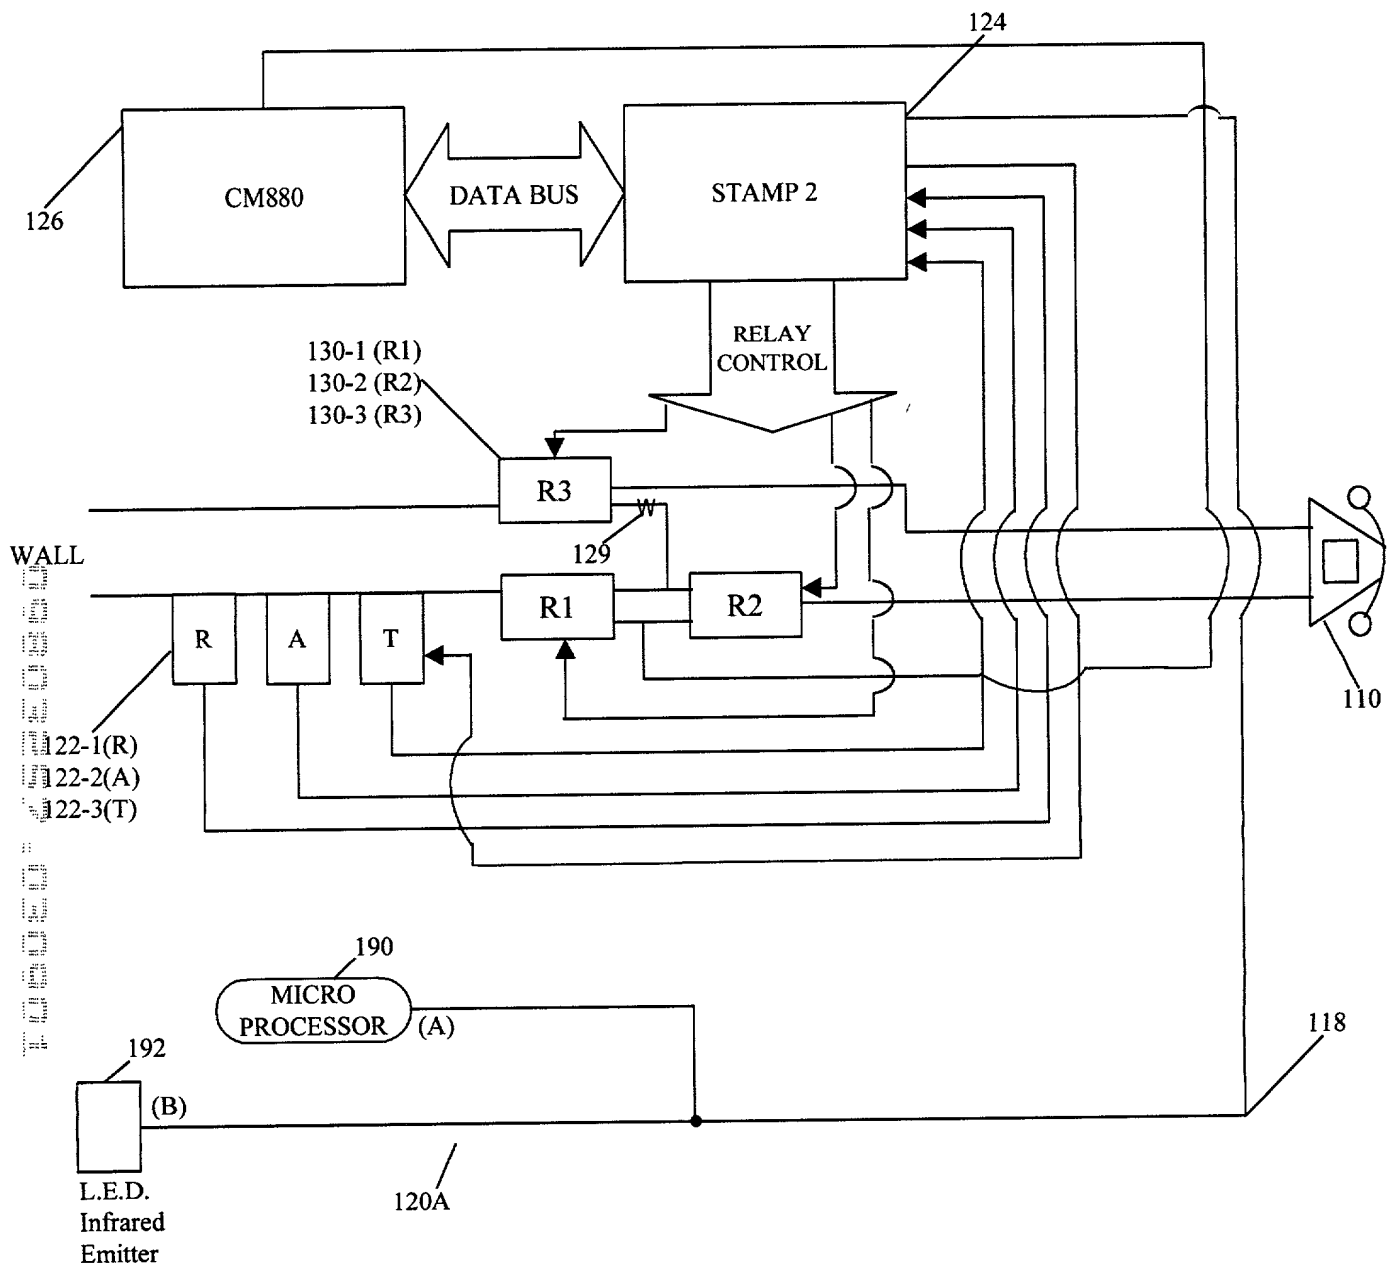 124
CM880
DATA BUS
STAMP 2
126
RELAY
CONTROL
130-1 (R1)
130-2 (R2)
130-3 (R3)
R3
W
129
WALL
R1
R2
R
A
T
110
122-1(R)
122-2(A)
122-3(T)
190
MICRO
PROCESSOR
(A)
118
192
(B)
120A
L.E.D.
Infrared
Emitter